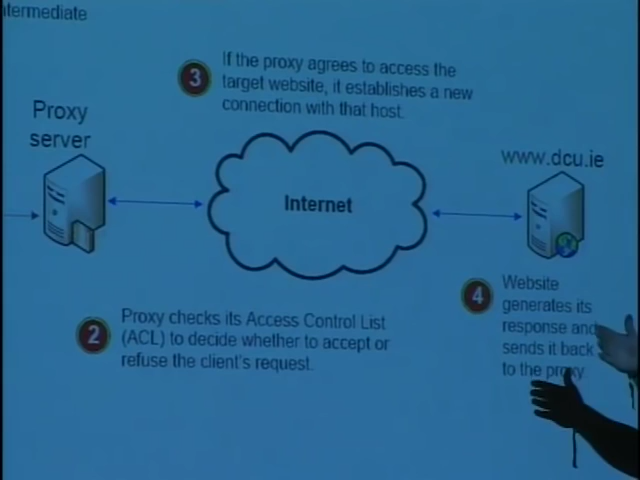 ntermediate
3
If the proxy agrees to access the
target website, it establishes a new
connection with that host.
Proxy
server
www.dcu.ie
Internet
2
Proxy checks its Access Control List
(ACL) to decide whether to accept or
refuse the client's request.
4
Website
generates its
response and
sends it back
to the proxy